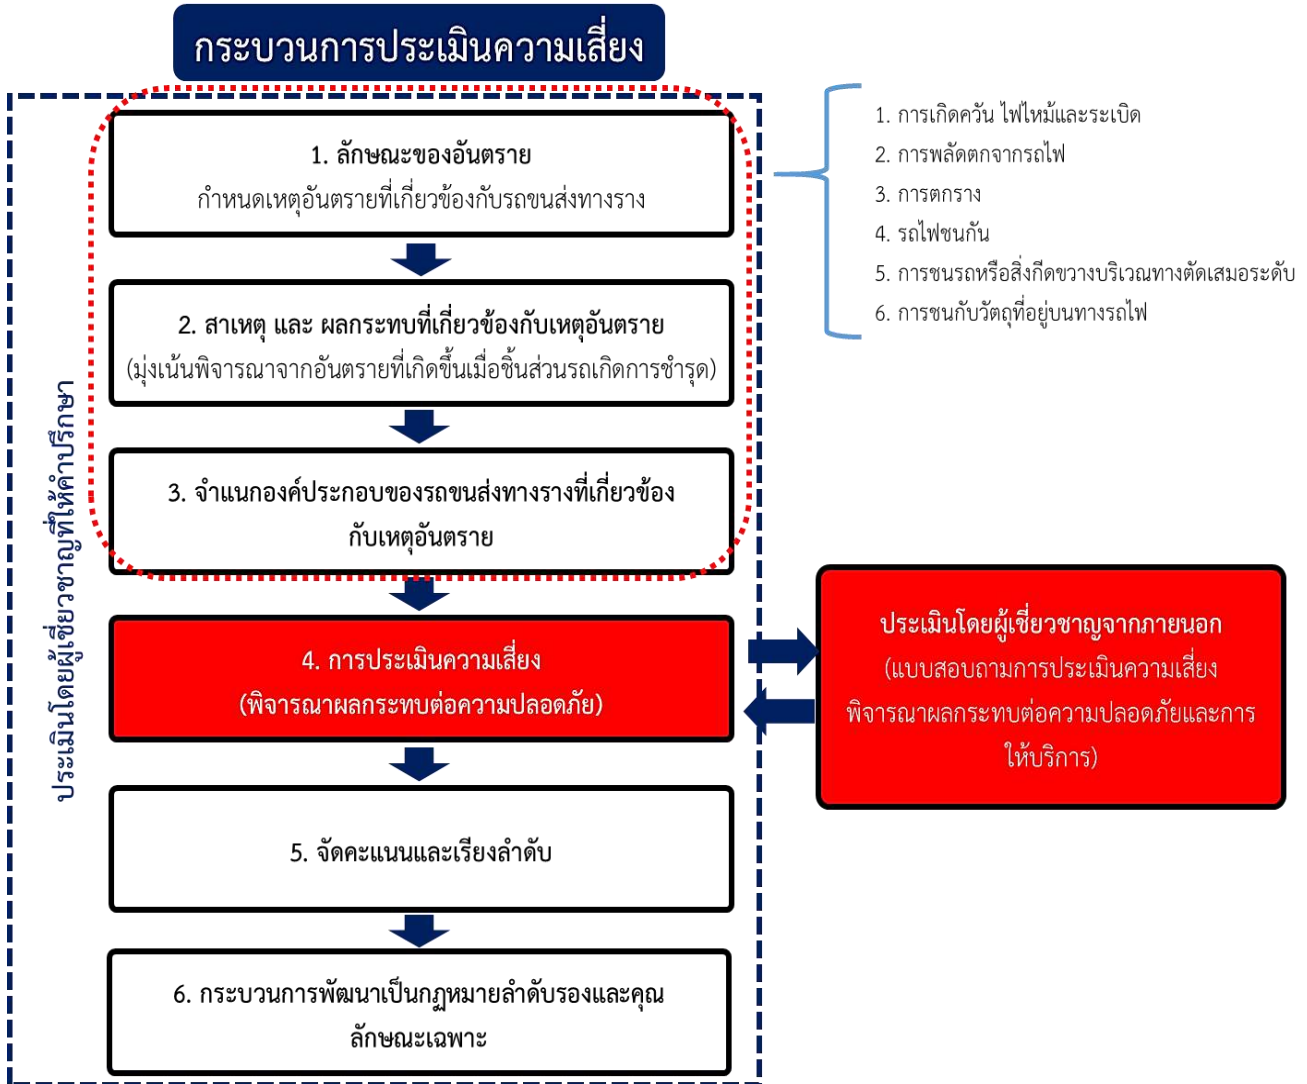 กระบวนการประเมินความเสี่ยง
1. ลักษณะของอันตราย
กำหนดเหตุอันตรายที่เกี่ยวข้องกับรถขนส่งทางราง
2. สาเหตุ และ ผลกระทบที่เกี่ยวข้องกับเหตุอันตราย
(มุ่งเน้นพิจารณาจากอันตรายที่เกิดขึ้นเมื่อชิ้นส่วนรถเกิดการชำรุด)
3. จำแนกองค์ประกอบของรถขนส่งทางรางที่เกี่ยวข้อง
กับเหตุอันตราย
4. การประเมินความเสี่ยง
(พิจารณาผลกระทบต่อความปลอดภัย)
5. จัดคะแนนและเรียงลำดับ
6. กระบวนการพัฒนาเป็นกฎหมายลำดับรองและคุณ
ลักษณะเฉพาะ
ประเมินโดยผู้เชี่ยวชาญที่ให้คำปรึกษา
1. การเกิดควัน ไฟไหม้และระเบิด
2. การพลัดตกจากรถไฟ
3. การตกราง
4. รถไฟชนกัน
5. การชนรถหรือสิ่งกีดขวางบริเวณทางตัดเสมอระดับ
6. การชนกับวัตถุที่อยู่บนทางรถไฟ
ประเมินโดยผู้เชี่ยวชาญจากภายนอก
(แบบสอบถามการประเมินความเสี่ยง
พิจารณาผลกระทบต่อความปลอดภัยและการ
ให้บริการ)